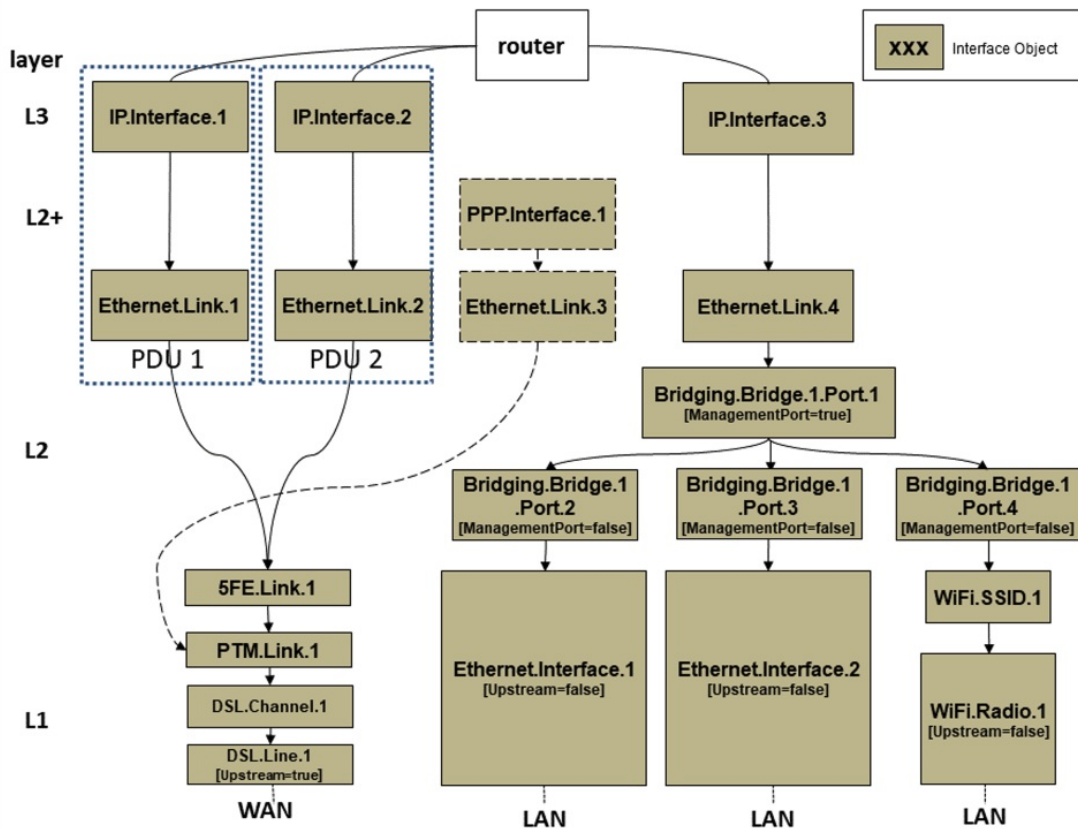 router
XXX
Interface Object
layer
L3
IP.Interface.1
IP.Interface.2
IP.Interface.3
L2+
PPP.Interface.1
Ethernet.Link.1
Ethernet.Link.2
Ethernet.Link.3
Ethernet.Link.4
PDU 1
PDU 2
Bridging.Bridge.1.Port.1
[ManagementPort=true]
L2
Bridging.Bridge.1
.Port.2
[ManagementPort=false]
Bridging.Bridge.1
.Port.3
[ManagementPort=false]
Bridging.Bridge.1
.Port.4
[ManagementPort=false]
5FE.Link.1
WiFi.SSID.1
PTM.Link.1
Ethernet.Interface.1
[Upstream=false]
Ethernet.Interface.2
[Upstream=false]
L1
DSL.Channel.1
WiFi.Radio.1
[Upstream=false]
DSL.Line.1
[Upstream=true]
WAN
LAN
LAN
LAN